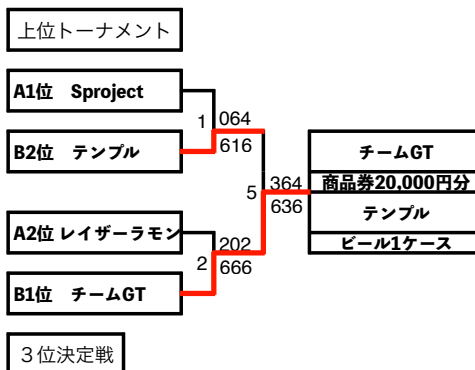 上位トーナメント
A1位　Sproject
1
064
616
B2位　テンプル
A2位 レイザーラモン
2
202
666
B1位　チームGT
5
364
636
チームGT
商品券20,000円分
テンプル
ビール1ケース
３位決定戦